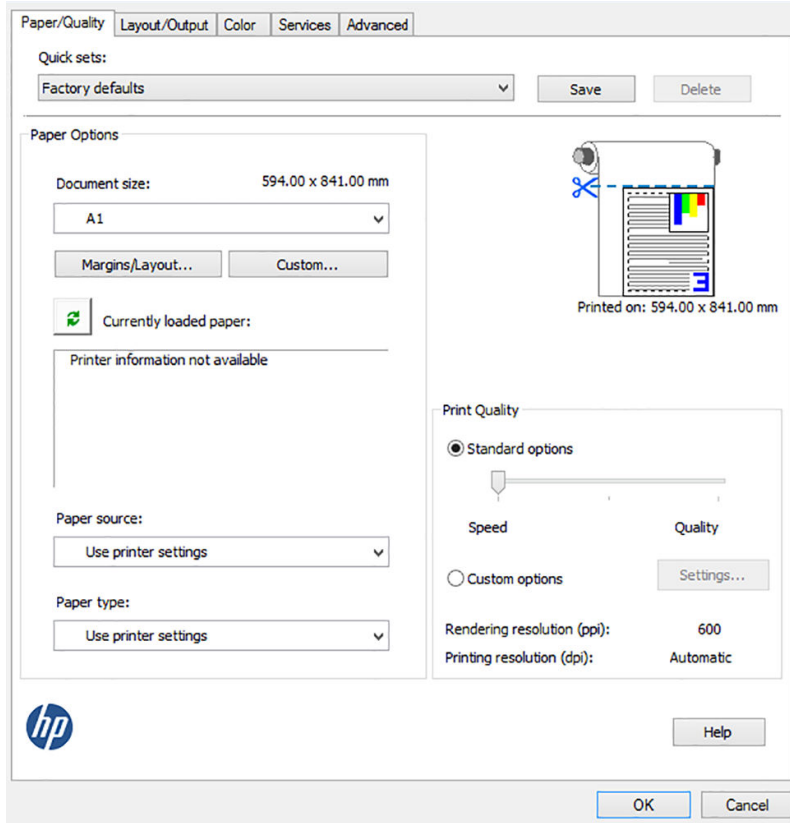 Paper/Quality Layout/Output Color Services Advanced
Quick sets:
Factory defaults
Save
Delete
Paper Options
Document size: 594.00 x 841.00 mm
A1
Margins/Layout...
Custom...
Currently loaded paper:
Printer information not available
Paper source:
Use printer settings
Paper type:
Use printer settings
3
Printed on: 594.00 x 841.00 mm
Print Quality
Standard options
Speed Quality
Custom options
Settings...
Rendering resolution (ppi): 600
Printing resolution (dpi): Automatic
hp
Help
OK
Cancel